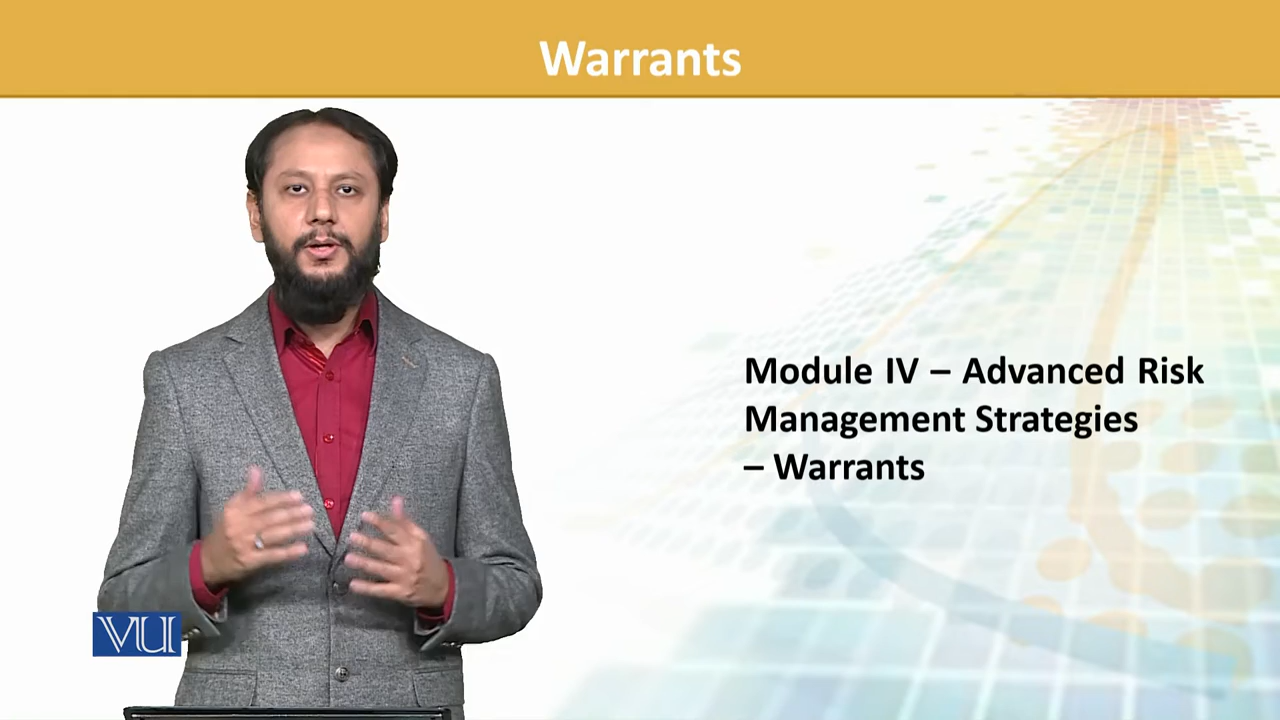 Warrants
Module IV – Advanced Risk
Management Strategies
– Warrants
VU